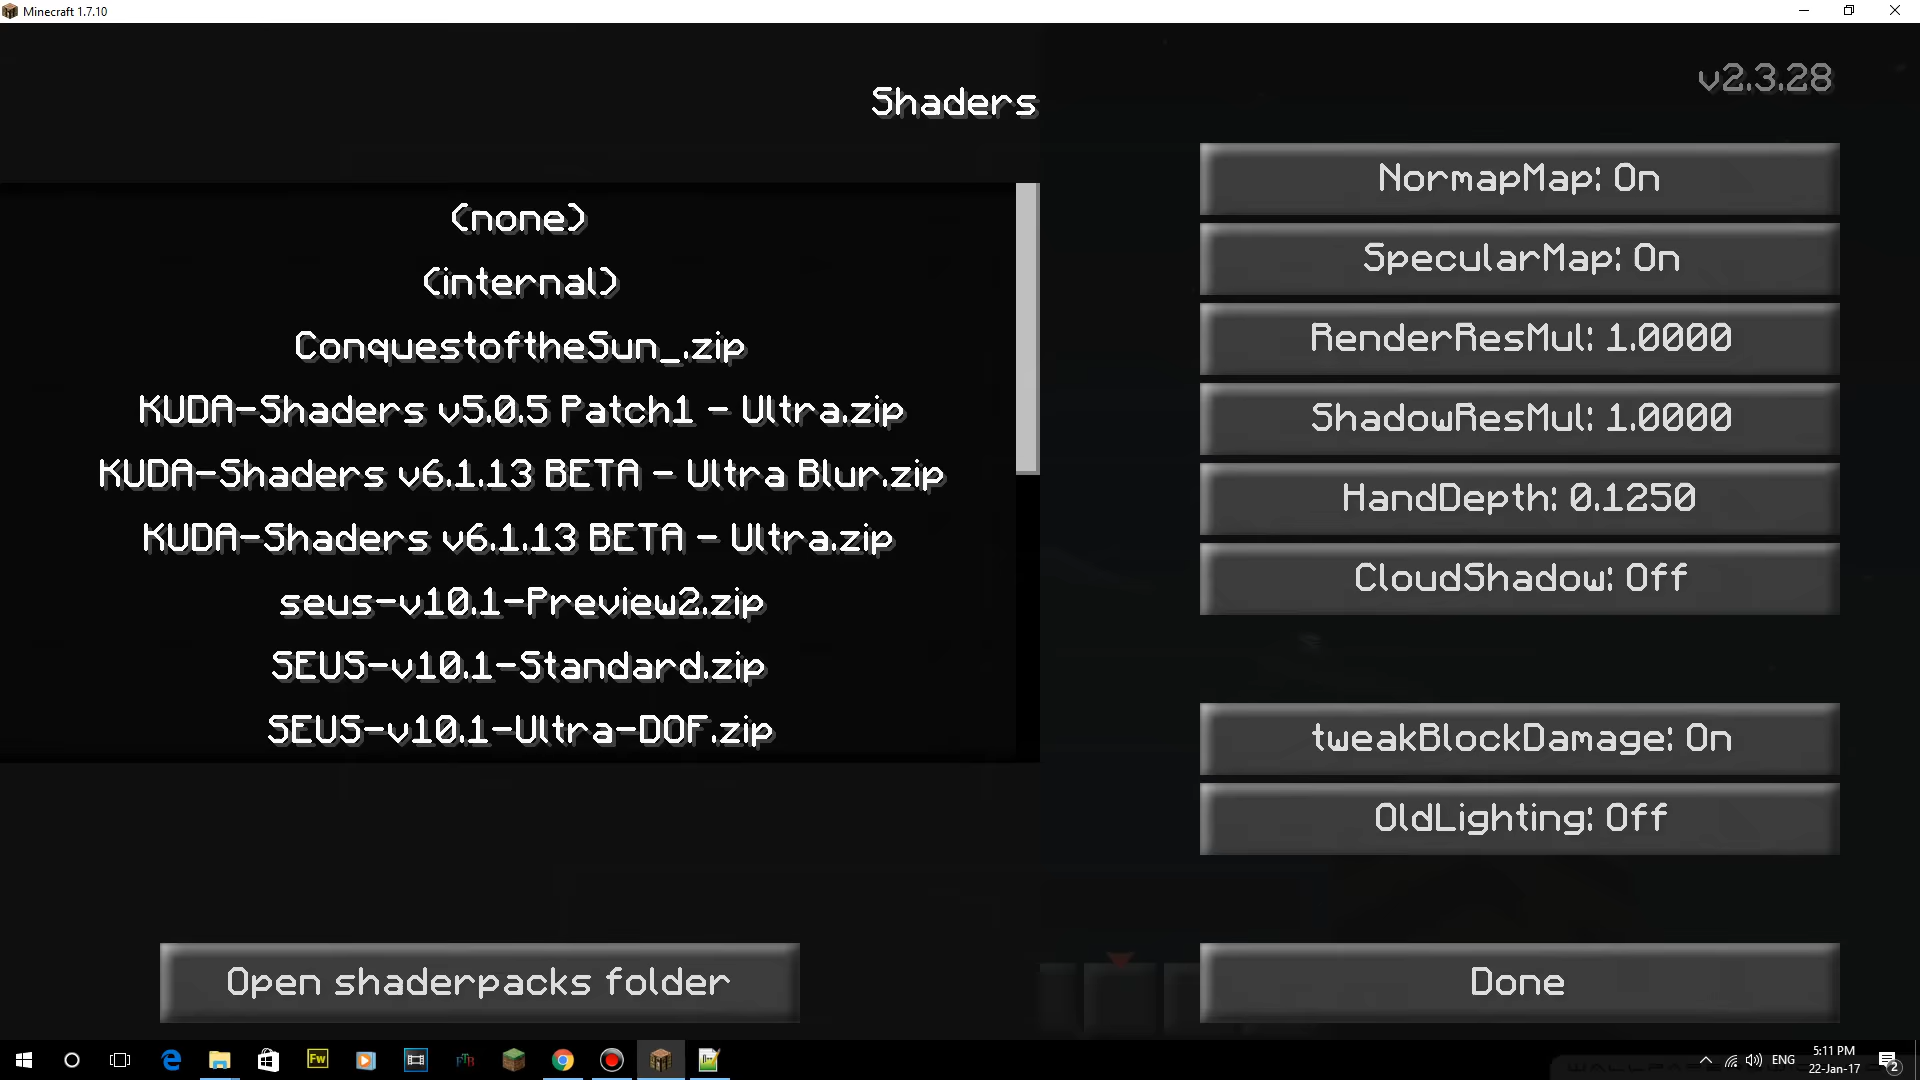 Minecraft 1.7.10
Shaders
v2.3.28
(none)
(internal)
ConquestoftheSun_.zip
KUDA-Shaders v5.0.5 Patch1 - Ultra.zip
KUDA-Shaders v6.1.13 BETA - Ultra Blur.zip
KUDA-Shaders v6.1.13 BETA - Ultra.zip
seus-v10.1-Preview2.zip
SEUS-v10.1-Standard.zip
SEUS-v10.1-Ultra-DOF.zip
NormapMap: On
SpecularMap: On
RenderResMul: 1.0000
ShadowResMul: 1.0000
HandDepth: 0.1250
CloudShadow: Off
tweakBlockDamage: On
OldLighting: Off
Open shaderpacks folder
Done
Fw
FTB
ENG
5:11 PM
22-Jan-17
2